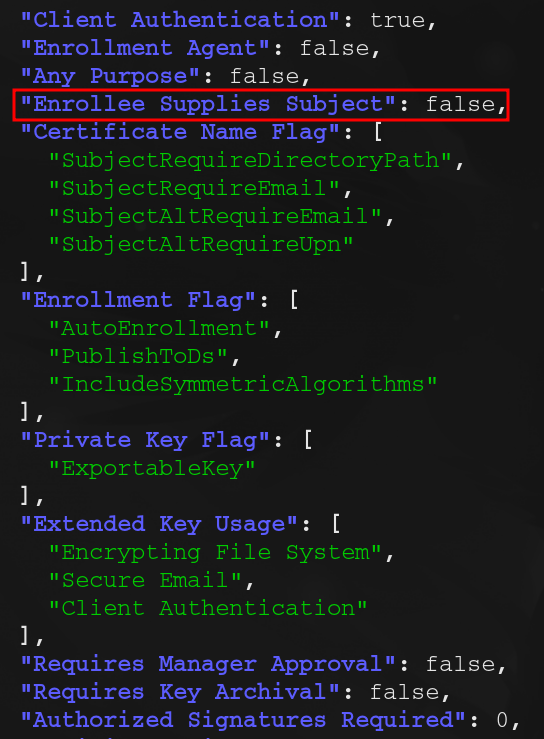 "Client Authentication": true,
"Enrollment Agent": false,
"Any Purpose": false,
"Enrollee Supplies Subject": false,
"Certificate Name Flag": [
"SubjectRequireDirectoryPath",
"SubjectRequireEmail",
"SubjectAltRequireEmail",
"SubjectAltRequireUpn"
],
"Enrollment Flag": [
"AutoEnrollment",
"PublishToDs",
"IncludeSymmetricAlgorithms"
],
"Private Key Flag": [
"ExportableKey"
],
"Extended Key Usage": [
"Encrypting File System",
"Secure Email",
"Client Authentication"
],
"Requires Manager Approval": false,
"Requires Key Archival": false,
"Authorized Signatures Required": 0,